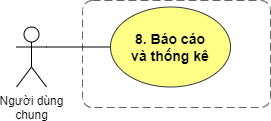 8. Báo cáo
và thống kê
Người dùng
chung